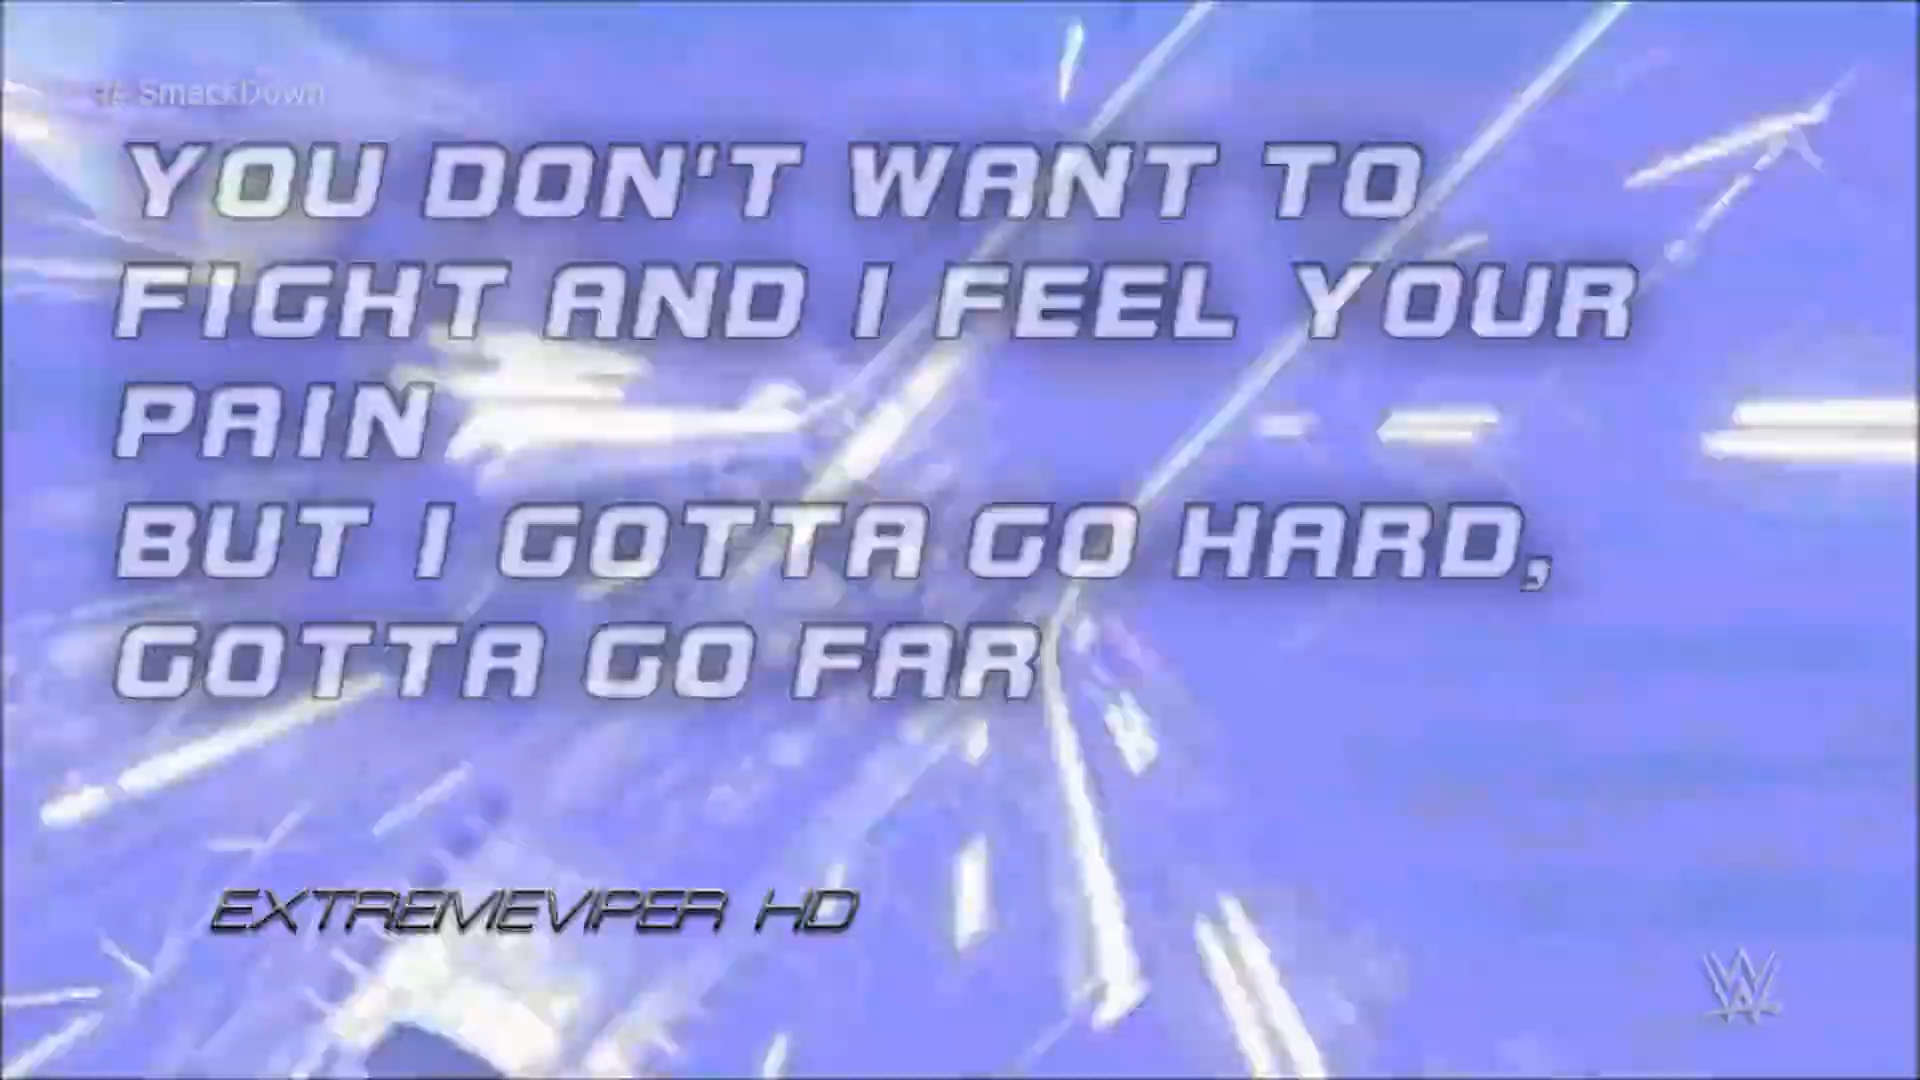 # SmackDown
YOU DON'T WANT TO
FIGHT AND I FEEL YOUR
PAIN
BUT I GOTTA GO HARD,
GOTTA GO FAR
EXTREMEVIPER HD
W